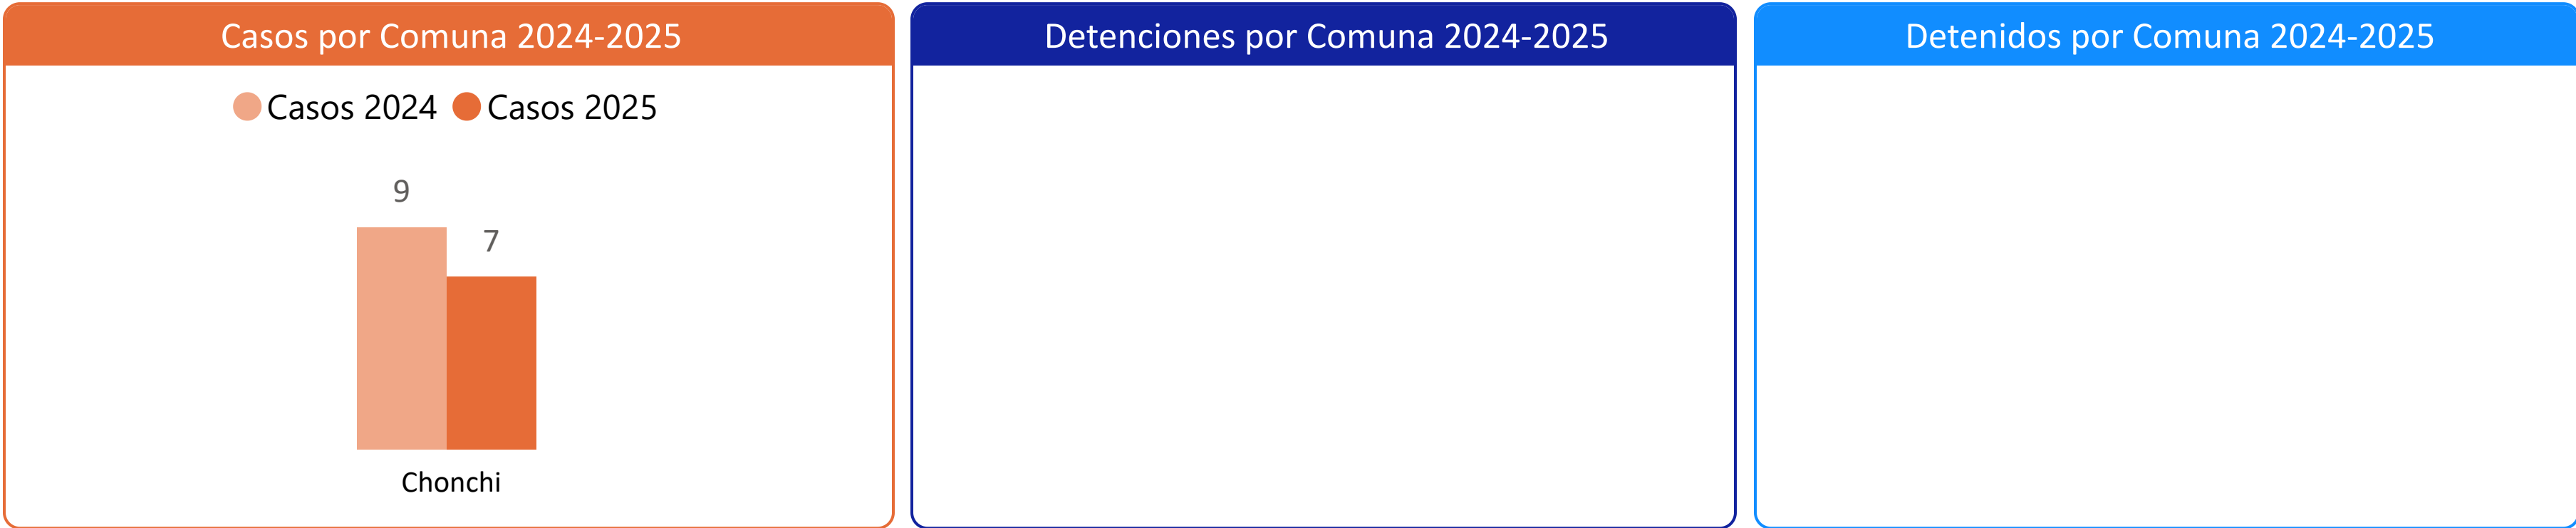 Casos por Comuna 2024-2025
Casos 2024 Casos 2025
9
7
Chonchi
Detenciones por Comuna 2024-2025
Detenidos por Comuna 2024-2025